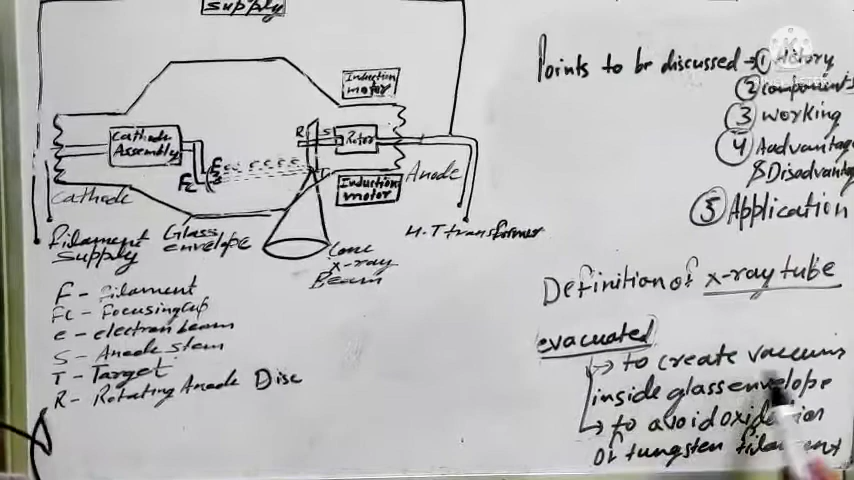 supply
Induction
motor
Cathode
Assembly
R
S
Rotor
F
Fc
e e e e e
T
Induction
motor
Cathode
Anode
Filament
supply
Glass
envelope
Cone
x-ray
Beam
H.T transformer
F - Filament
Fc - Focusing Cup
e - electron beam
S - Anode stem
T - Target
R - Rotating Anode Disc
Points to be discussed → ① History
② components
③ working
④ Aadvantage
& Disadvantag
⑤ Application
Definition of x-ray tube
evacuated
→ to create vaccum
inside glass envelope
→ to avoid oxidation
of tungsten filament